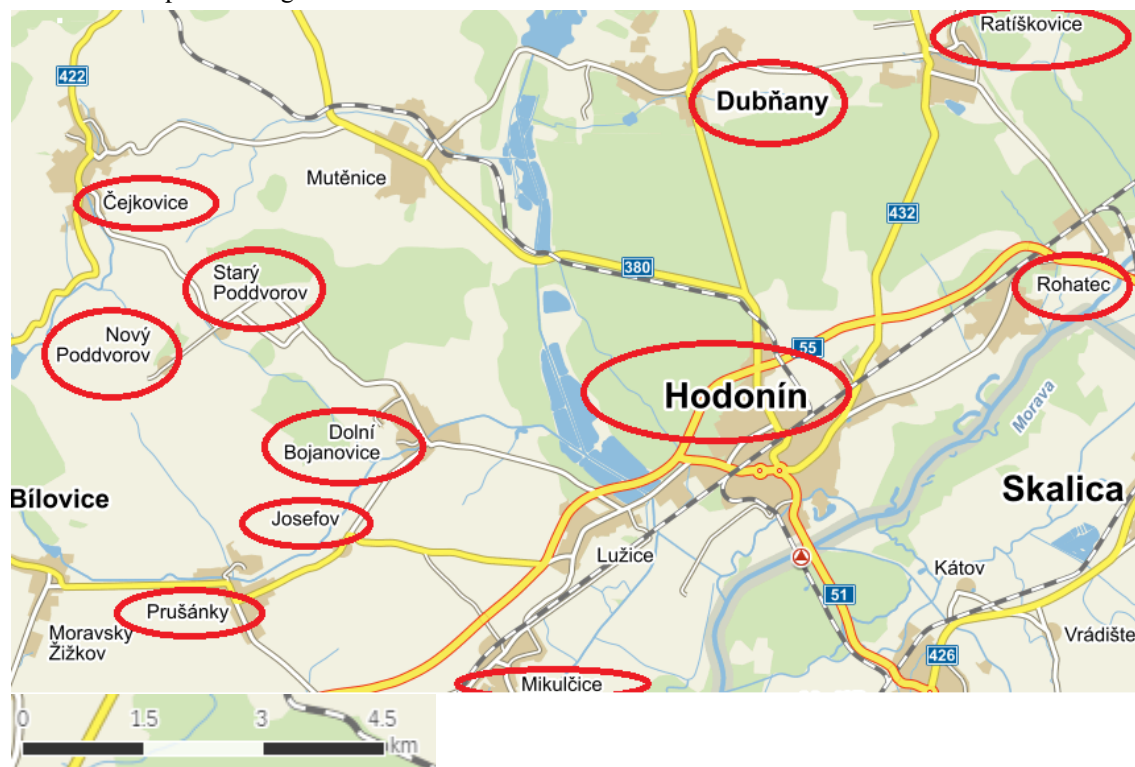 Ratíškovice
422
Dubňany
Mutěnice
Čejkovice
432
Starý
Poddvorov
380
Rohatec
Nový
Poddvorov
55
Hodonín
Morava
Dolní
Bojanovice
Bílovice
Skalica
Josefov
Lužice
Kátov
51
Prušánky
Moravský
Žižkov
Vrádište
426
Mikulčice
0 1.5 3 4.5
km